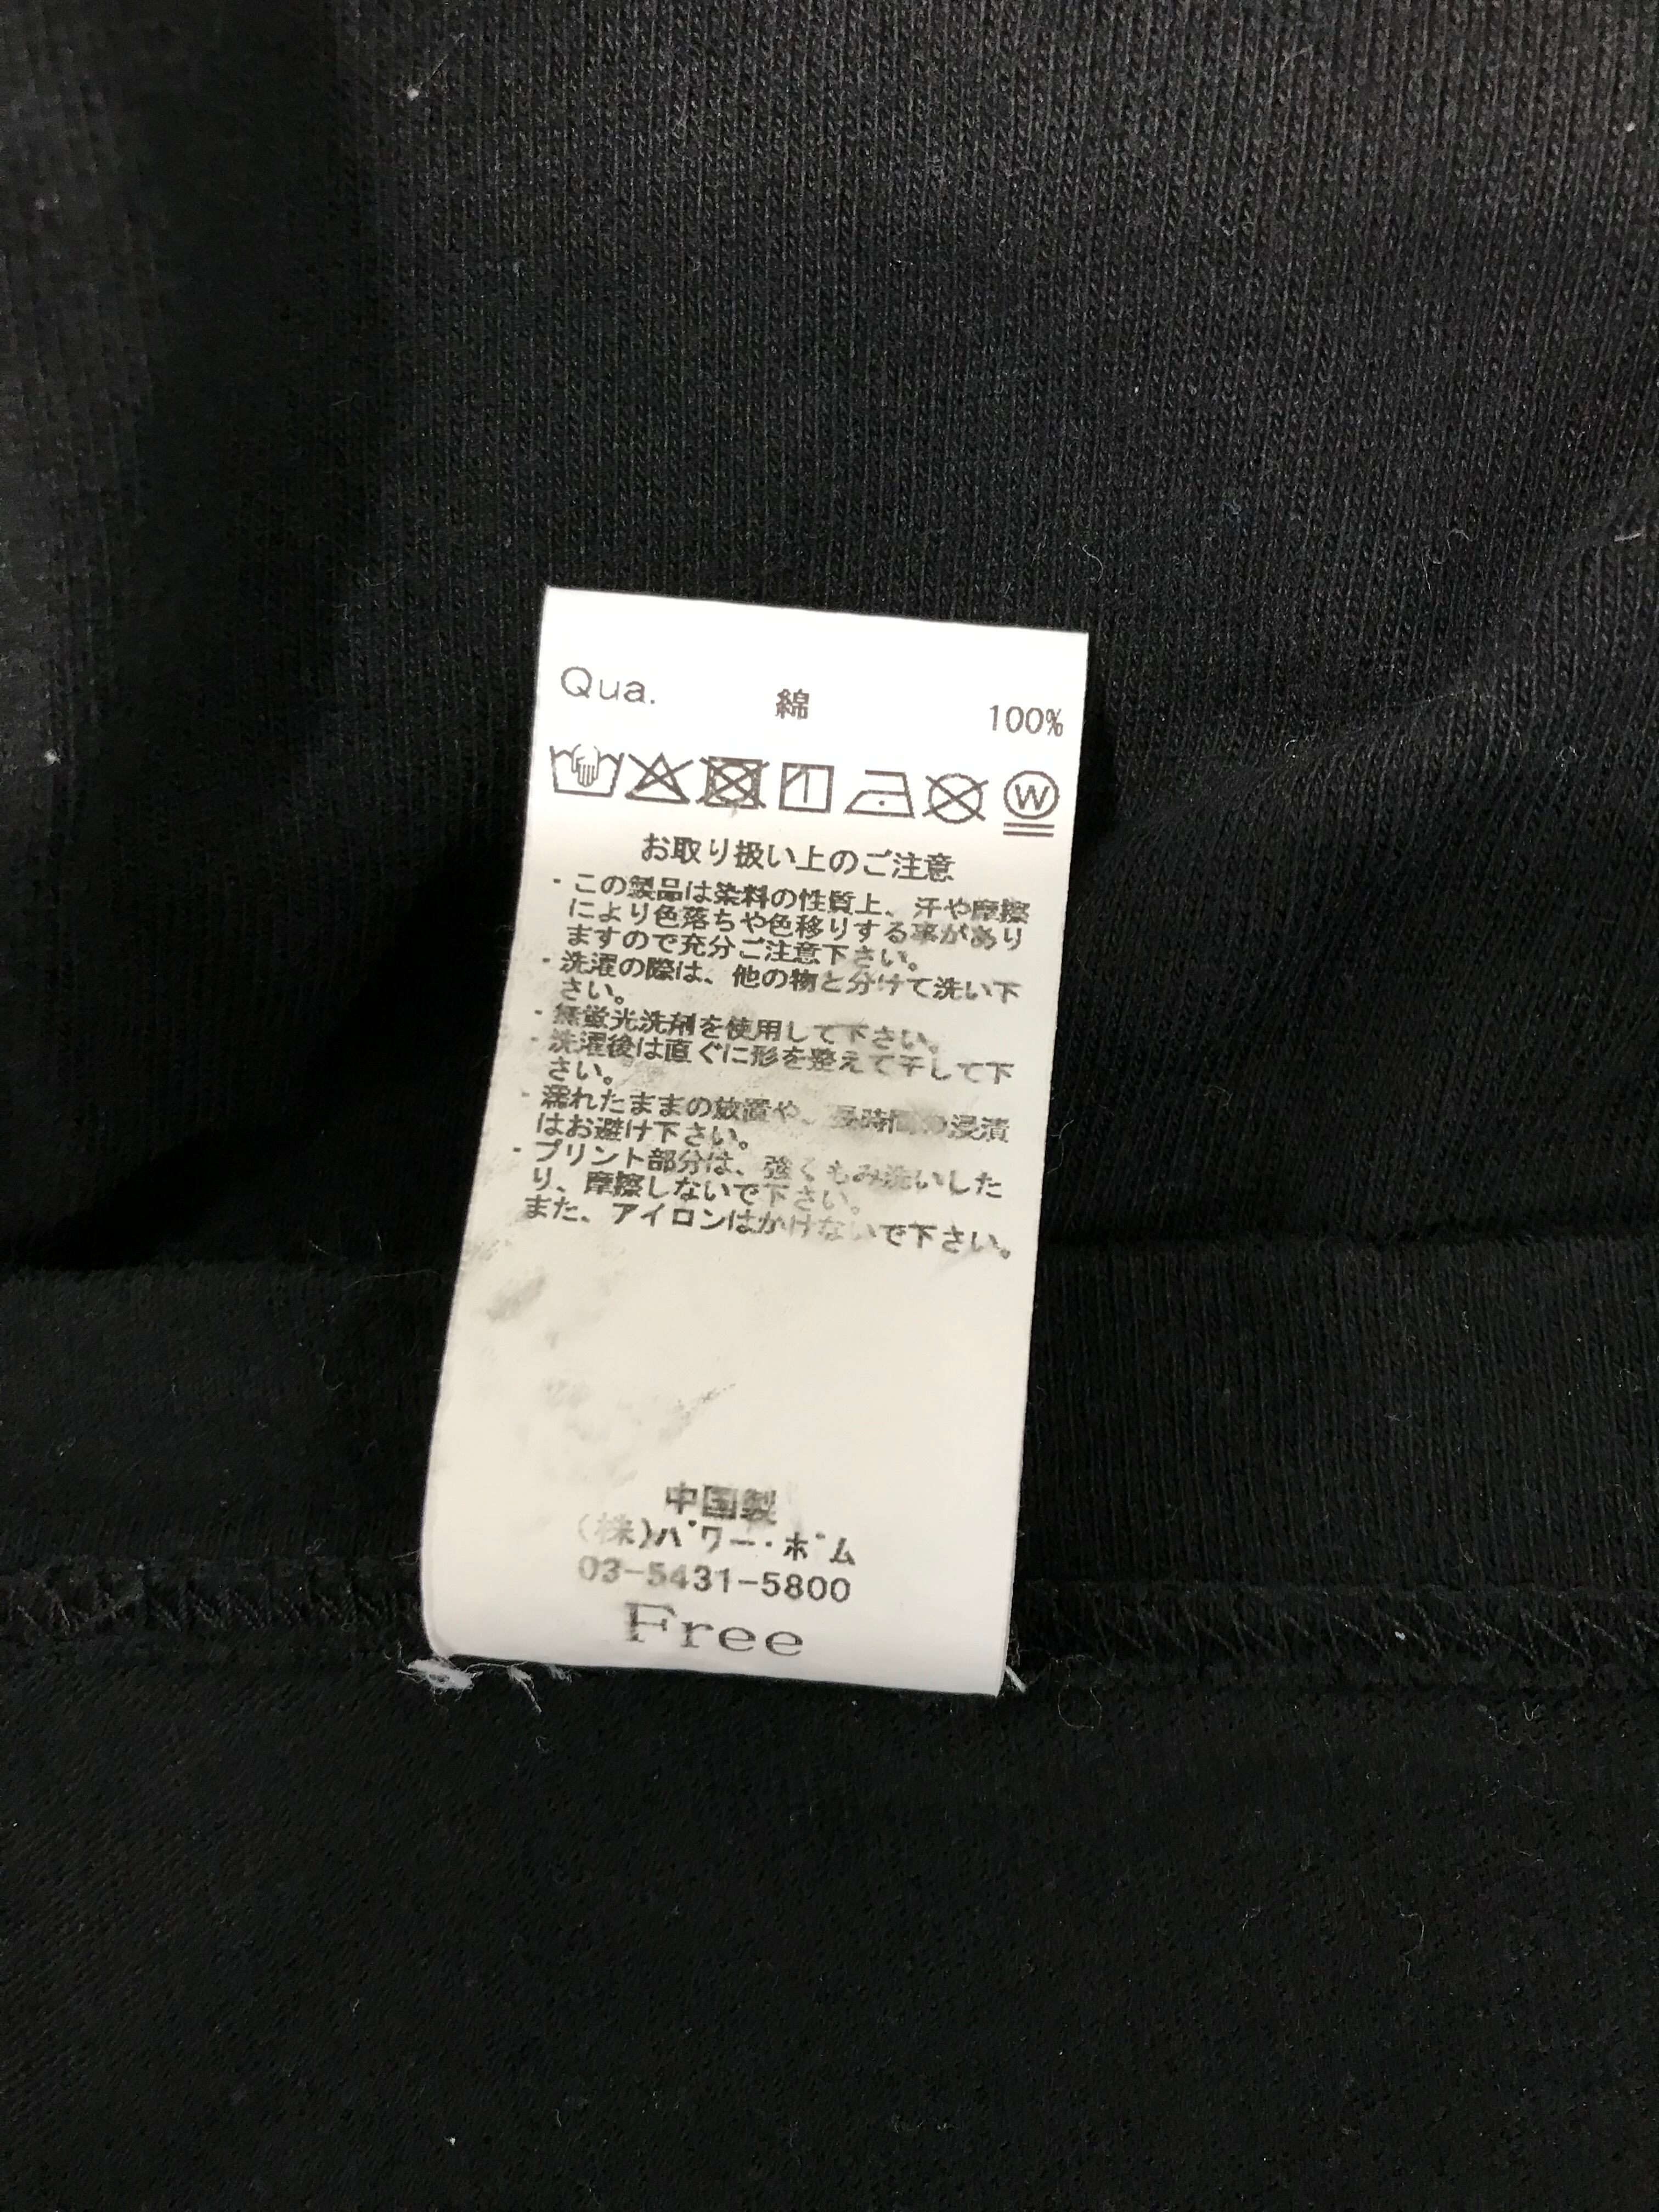 Qua. 綿 100%
お取り扱い上のご注意
・この製品は染料の性質上、汗や摩擦
により色落ちや色移りする事があり
ますので充分ご注意下さい。
・洗濯の際は、他の物と分けて洗い下
さい。
・無蛍光洗剤を使用して下さい。
・洗濯後は直ぐに形を整えて干して下
さい。
・濡れたままの放置や、長時間の浸漬
はお避け下さい。
・プリント部分は、強くもみ洗いした
り、摩擦しないで下さい。
また、アイロンはかけないで下さい。
中国製
(株)パワー・ボム
03-5431-5800
Free